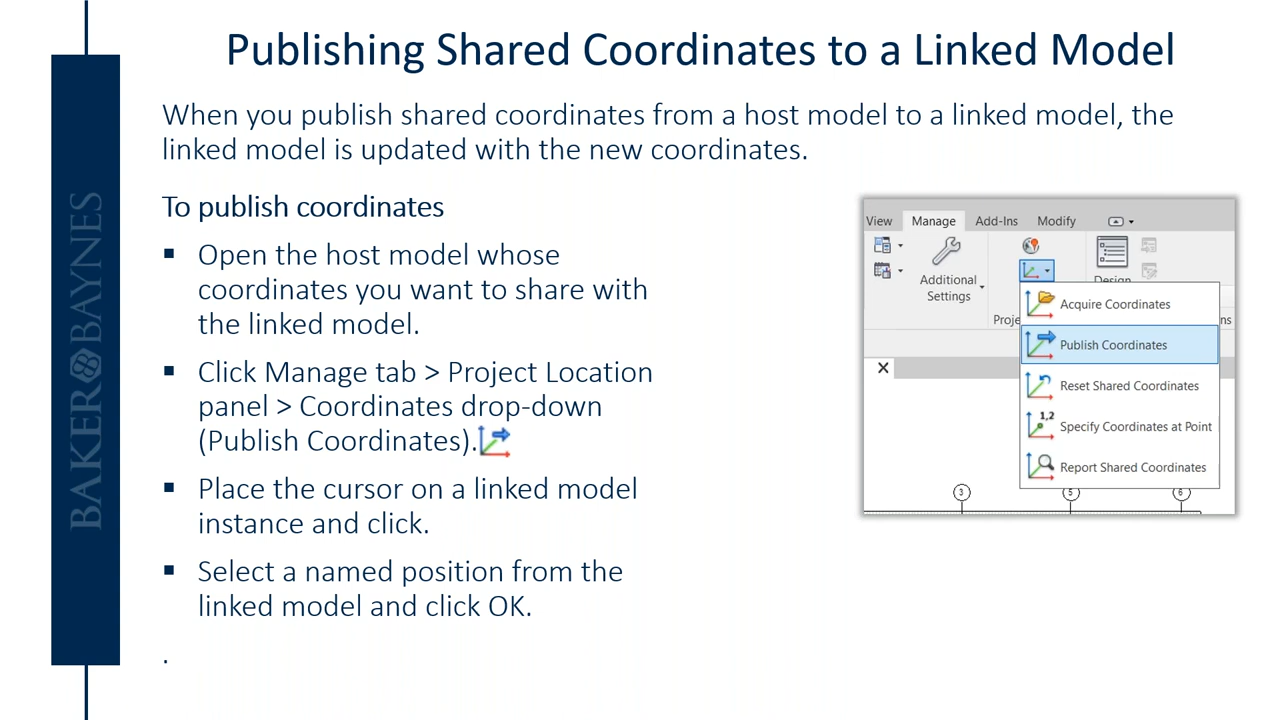 Publishing Shared Coordinates to a Linked Model
When you publish shared coordinates from a host model to a linked model, the
linked model is updated with the new coordinates.
To publish coordinates
▪ Open the host model whose
coordinates you want to share with
the linked model.
▪ Click Manage tab > Project Location
panel > Coordinates drop-down
(Publish Coordinates).
▪ Place the cursor on a linked model
instance and click.
▪ Select a named position from the
linked model and click OK.
.
BAKER BAYNES
View Manage Add-Ins Modify
Additional
Settings
Acquire Coordinates
Publish Coordinates
Reset Shared Coordinates
1,2
Specify Coordinates at Point
Report Shared Coordinates
3 5 6